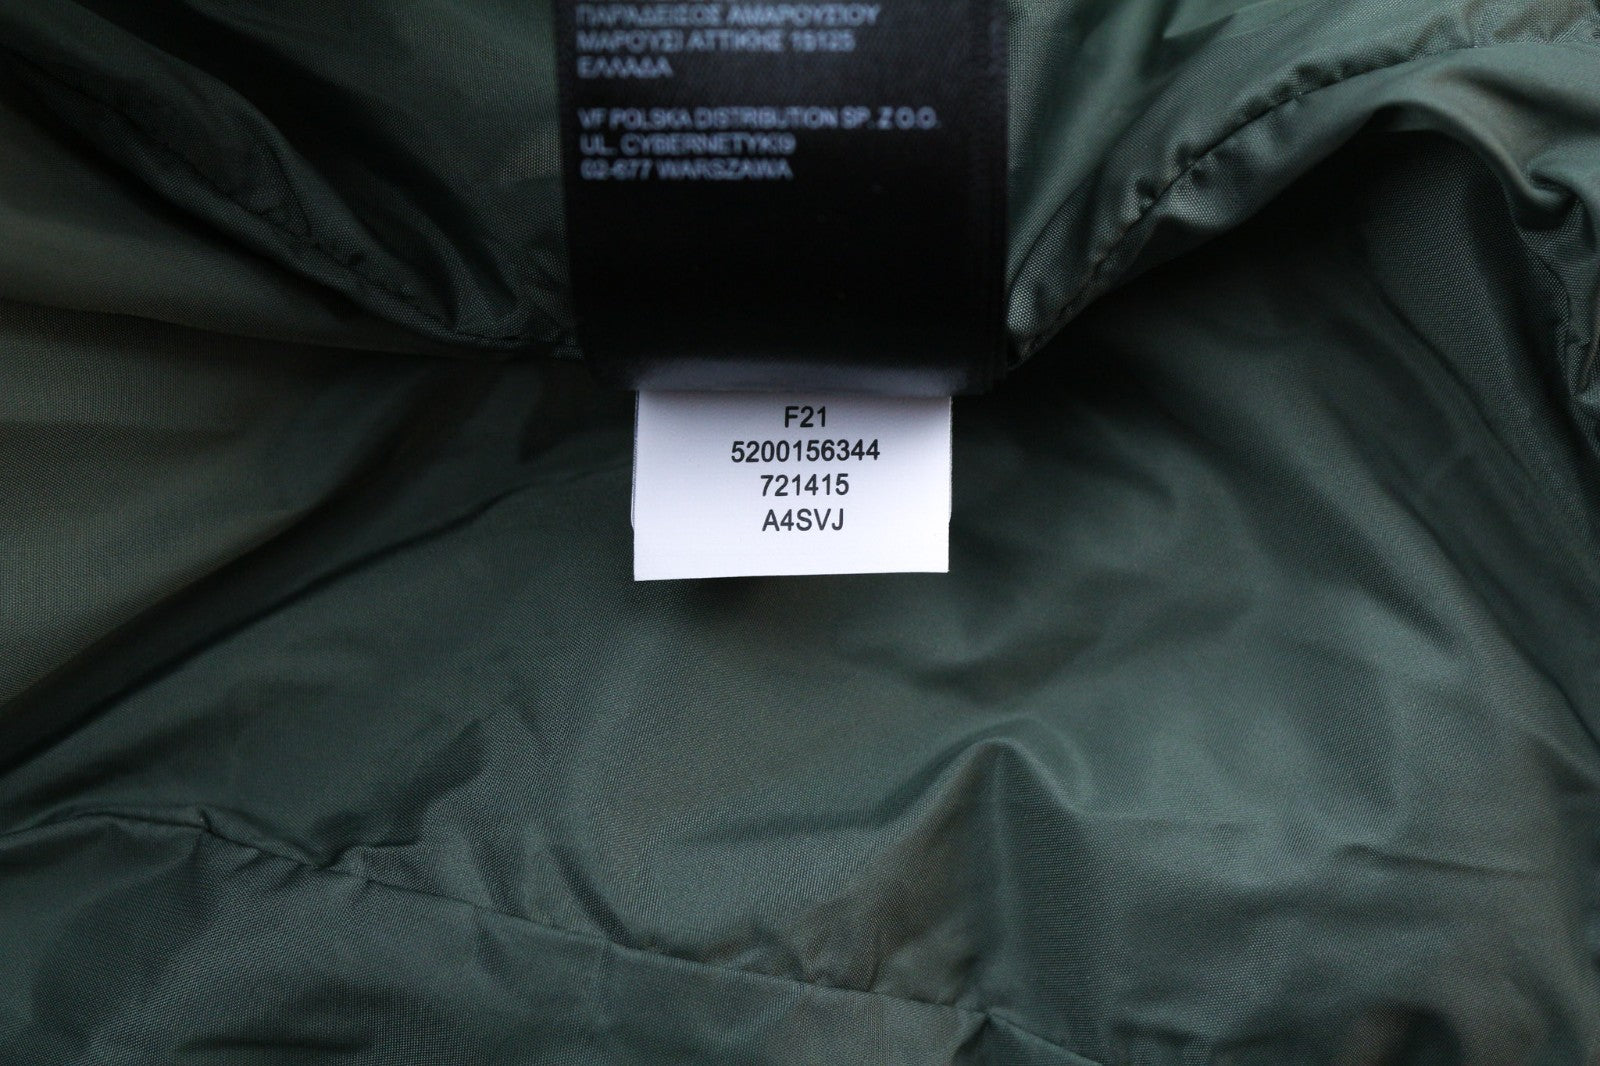 ΠΑΡΑΔΕΙΣΟΣ ΑΜΑΡΟΥΣΙΟΥ
ΜΑΡΟΥΣΙ ΑΤΤΙΚΗΣ 15125
ΕΛΛΑΔΑ
VF POLSKA DISTRIBUTION SP. Z O.O.
UL. CYBERNETYKI9
02-677 WARSZAWA
F21
5200156344
721415
A4SVJ